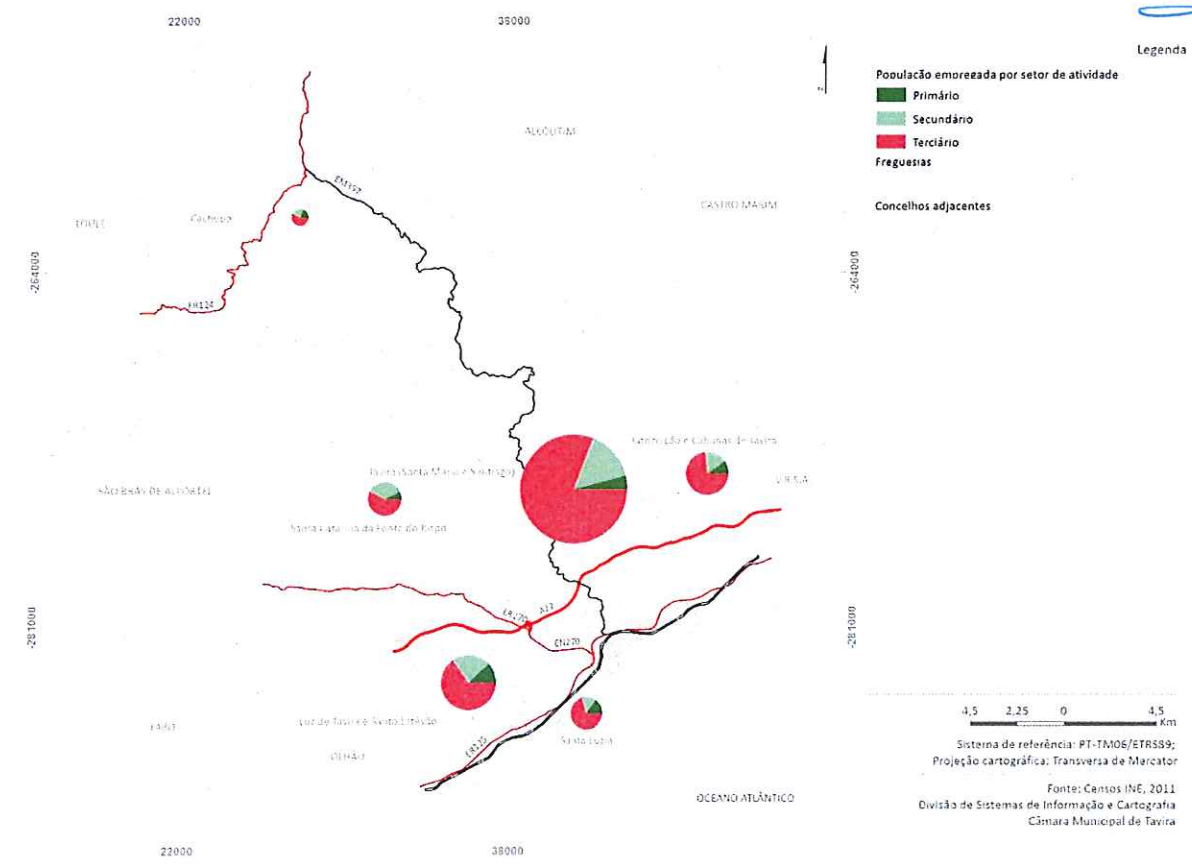 22000
38000
Legenda
População empregada por setor de atividade
Primário
Secundário
Terciário
Freguesias
Concelhos adjacentes
z
ALCOUTIM
CASTRO MARIM
LOULÉ
Cachopo
EM397
ER124
-264000
-264000
Conceição e Cabanas de Tavira
Tavira (Santa Maria e Santiago)
V.R.S.A.
SÃO BRÁS DE ALPORTEL
Santa Catarina da Fonte do Bispo
A22
ER270
EN270
-281000
-281000
Luz de Tavira e Santo Estêvão
Santa Luzia
OLHÃO
ER125
OCEANO ATLÂNTICO
4,5 2,25 0 4,5
Km
Sistema de referência: PT-TM06/ETRS89;
Projeção cartográfica: Transversa de Mercator
Fonte: Censos INE, 2011
Divisão de Sistemas de Informação e Cartografia
Câmara Municipal de Tavira
22000
38000